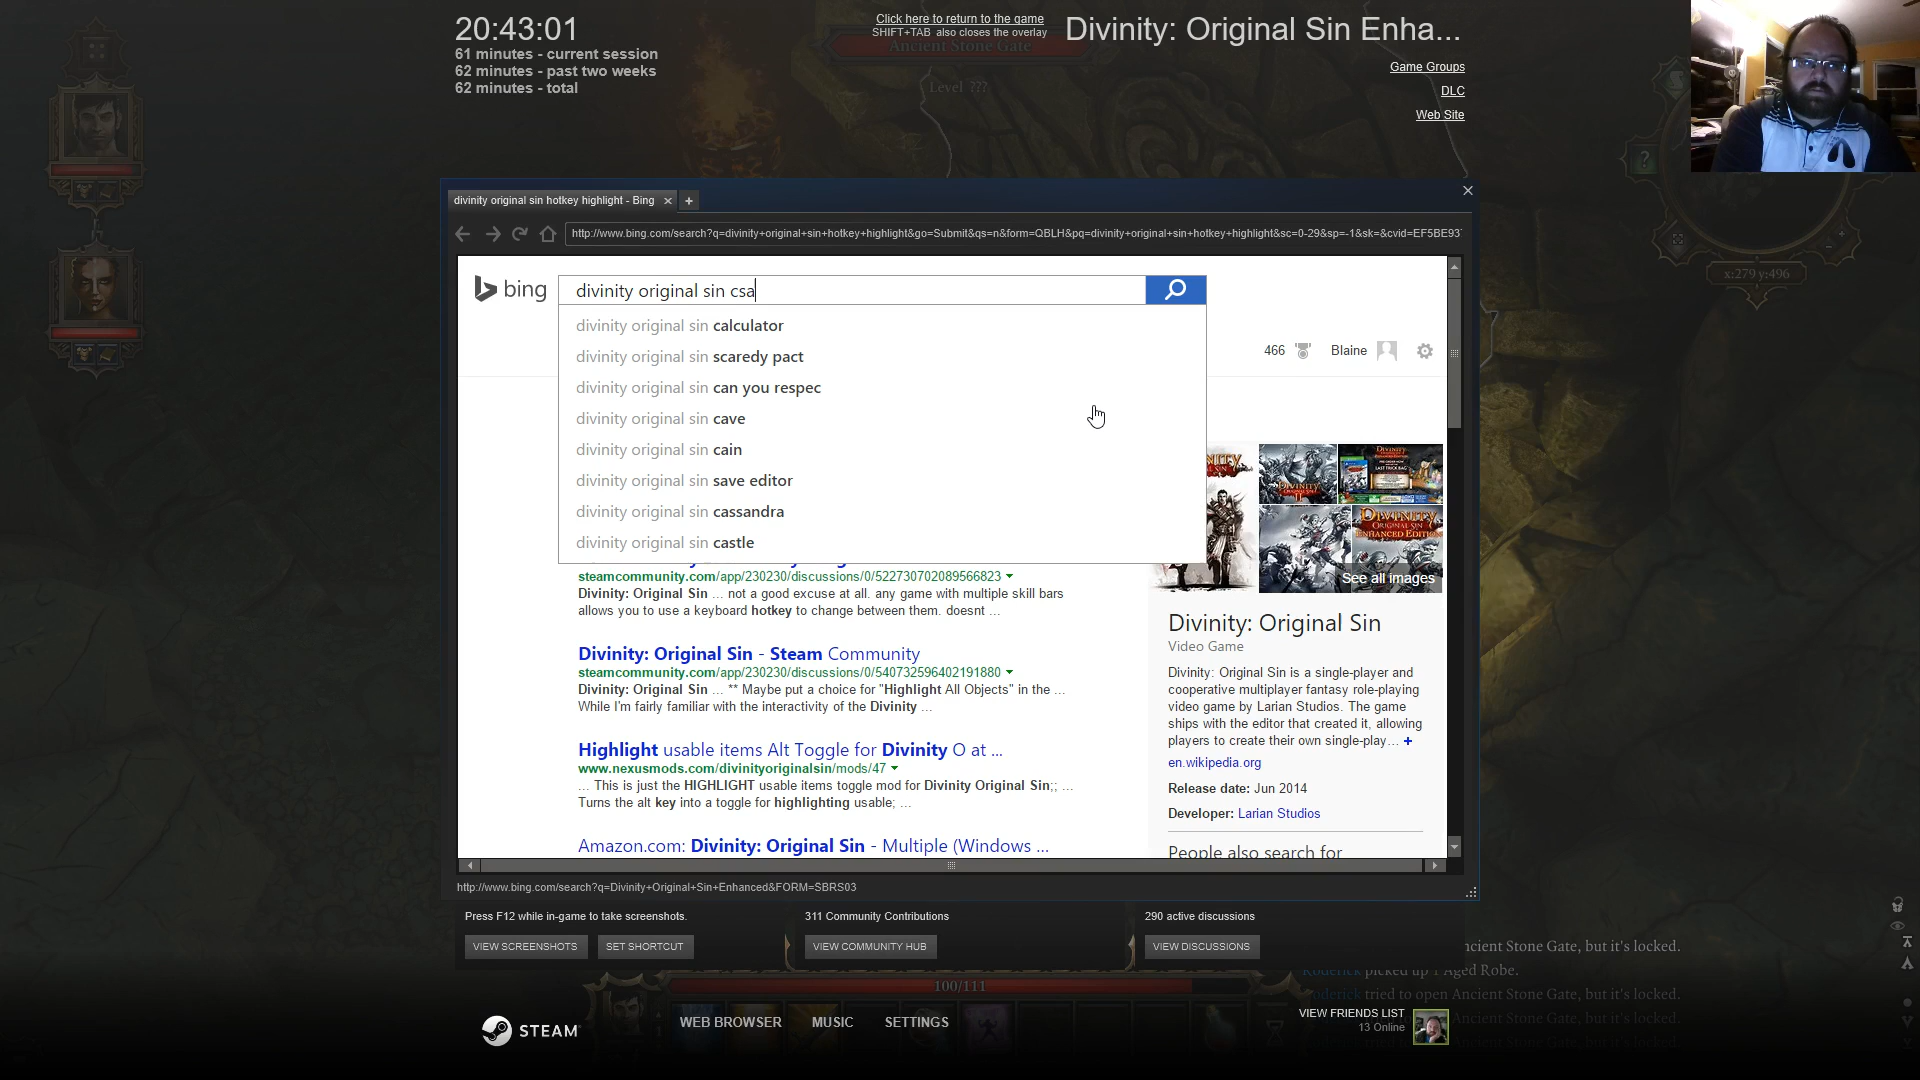 20:43:01
61 minutes - current session
62 minutes - past two weeks
62 minutes - total
Click here to return to the game
SHIFT+TAB also closes the overlay
Ancient Stone Gate
Level ???
Divinity: Original Sin Enha...
Game Groups
DLC
Web Site
?
x:279 y:496
divinity original sin hotkey highlight - Bing
http://www.bing.com/search?q=divinity+original+sin+hotkey+highlight&go=Submit&qs=n&form=QBLH&pq=divinity+original+sin+hotkey+highlight&sc=0-29&sp=-1&sk=&cvid=EF5BE93
bing
divinity original sin csa
divinity original sin calculator
divinity original sin scaredy pact
divinity original sin can you respec
divinity original sin cave
divinity original sin cain
divinity original sin save editor
divinity original sin cassandra
divinity original sin castle
466
Blaine
steamcommunity.com/app/230230/discussions/0/522730702089566823
Divinity: Original Sin ... not a good excuse at all. any game with multiple skill bars
allows you to use a keyboard hotkey to change between them. doesnt ...
Divinity: Original Sin - Steam Community
steamcommunity.com/app/230230/discussions/0/540732596402191880
Divinity: Original Sin ... ** Maybe put a choice for "Highlight All Objects" in the ...
While I'm fairly familiar with the interactivity of the Divinity ...
Highlight usable items Alt Toggle for Divinity O at ...
www.nexusmods.com/divinityoriginalsin/mods/47
... This is just the HIGHLIGHT usable items toggle mod for Divinity Original Sin;; ...
Turns the alt key into a toggle for highlighting usable; ...
Amazon.com: Divinity: Original Sin - Multiple (Windows ...
See all images
Divinity: Original Sin
Video Game
Divinity: Original Sin is a single-player and
cooperative multiplayer fantasy role-playing
video game by Larian Studios. The game
ships with the editor that created it, allowing
players to create their own single-play... +
en.wikipedia.org
Release date: Jun 2014
Developer: Larian Studios
People also search for
http://www.bing.com/search?q=Divinity+Original+Sin+Enhanced&FORM=SBRS03
Press F12 while in-game to take screenshots.
VIEW SCREENSHOTS
SET SHORTCUT
311 Community Contributions
VIEW COMMUNITY HUB
290 active discussions
VIEW DISCUSSIONS
ncient Stone Gate, but it's locked.
Roderick picked up 1 Aged Robe.
oderick tried to open Ancient Stone Gate, but it's locked.
Ancient Stone Gate, but it's locked.
100/111
STEAM
WEB BROWSER
MUSIC
SETTINGS
VIEW FRIENDS LIST
13 Online